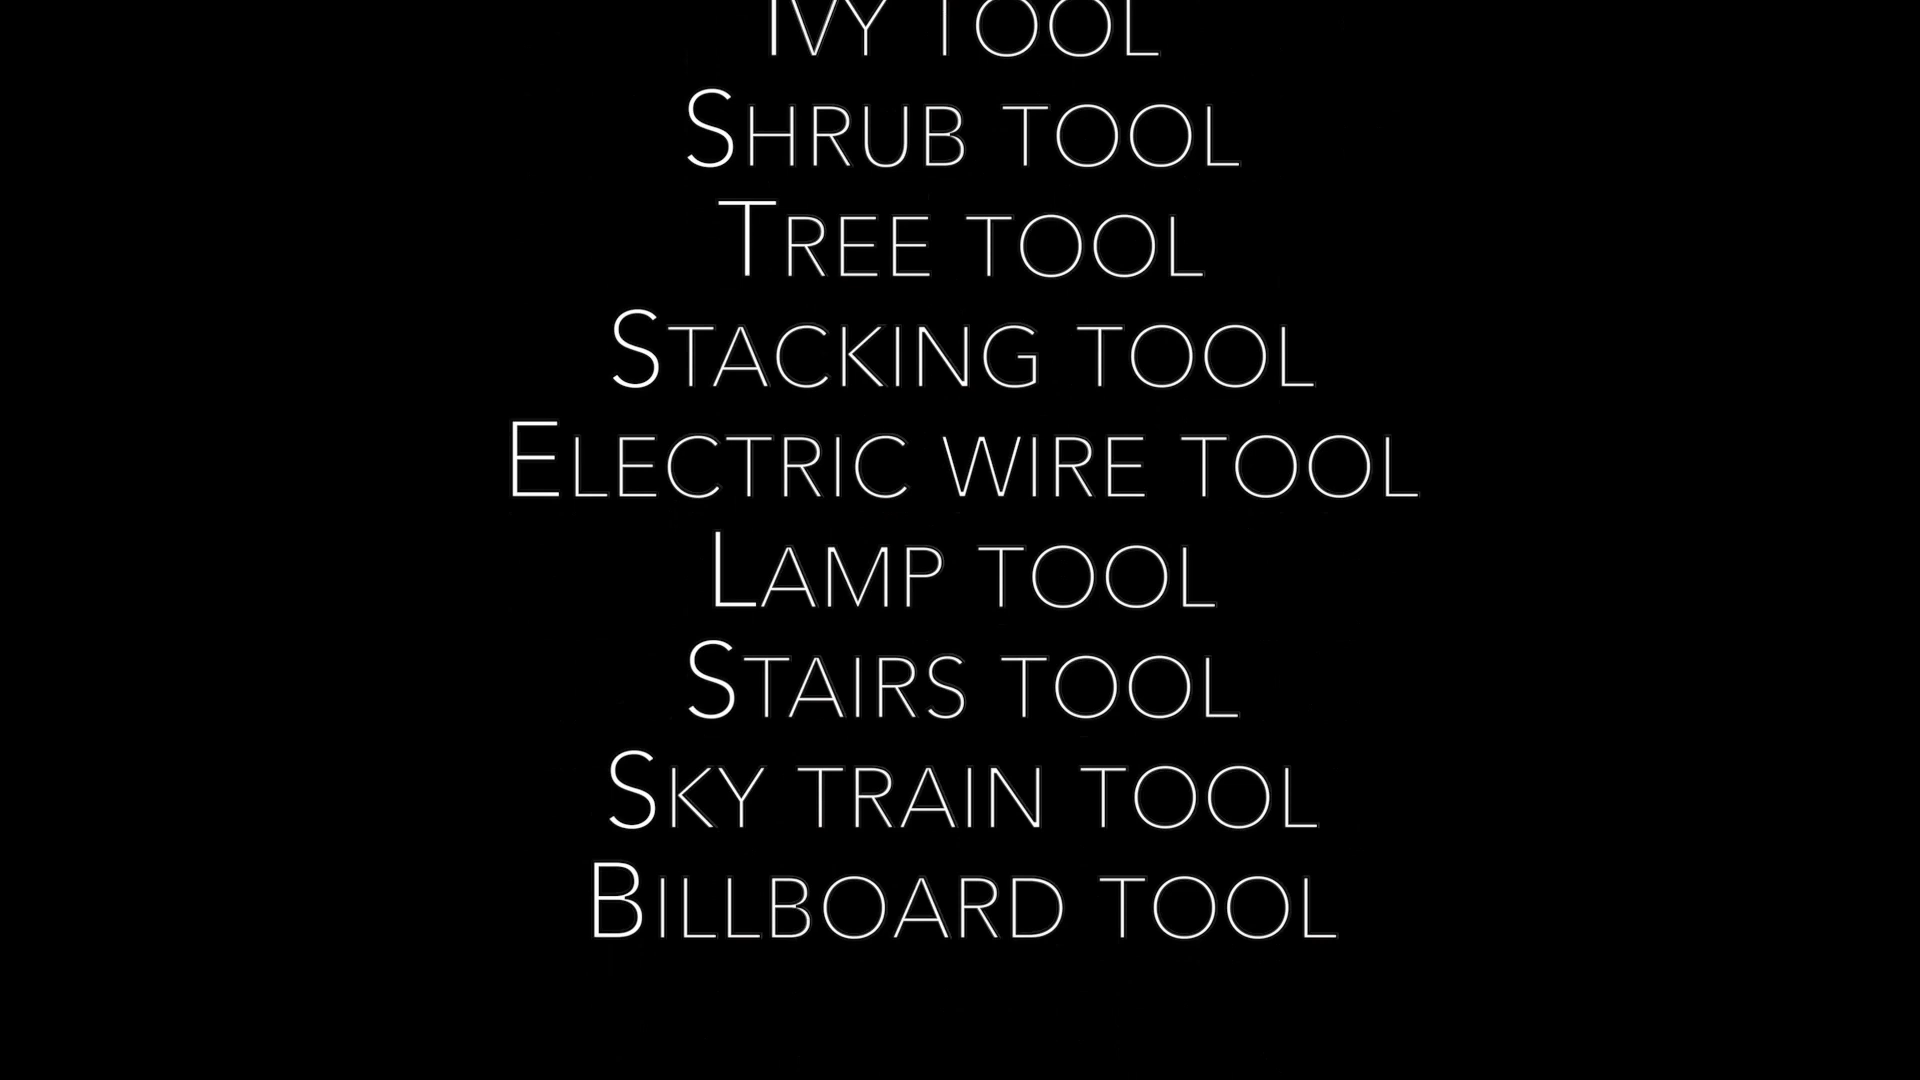 Ivy tool
Shrub tool
Tree tool
Stacking tool
Electric wire tool
Lamp tool
Stairs tool
Sky train tool
Billboard tool